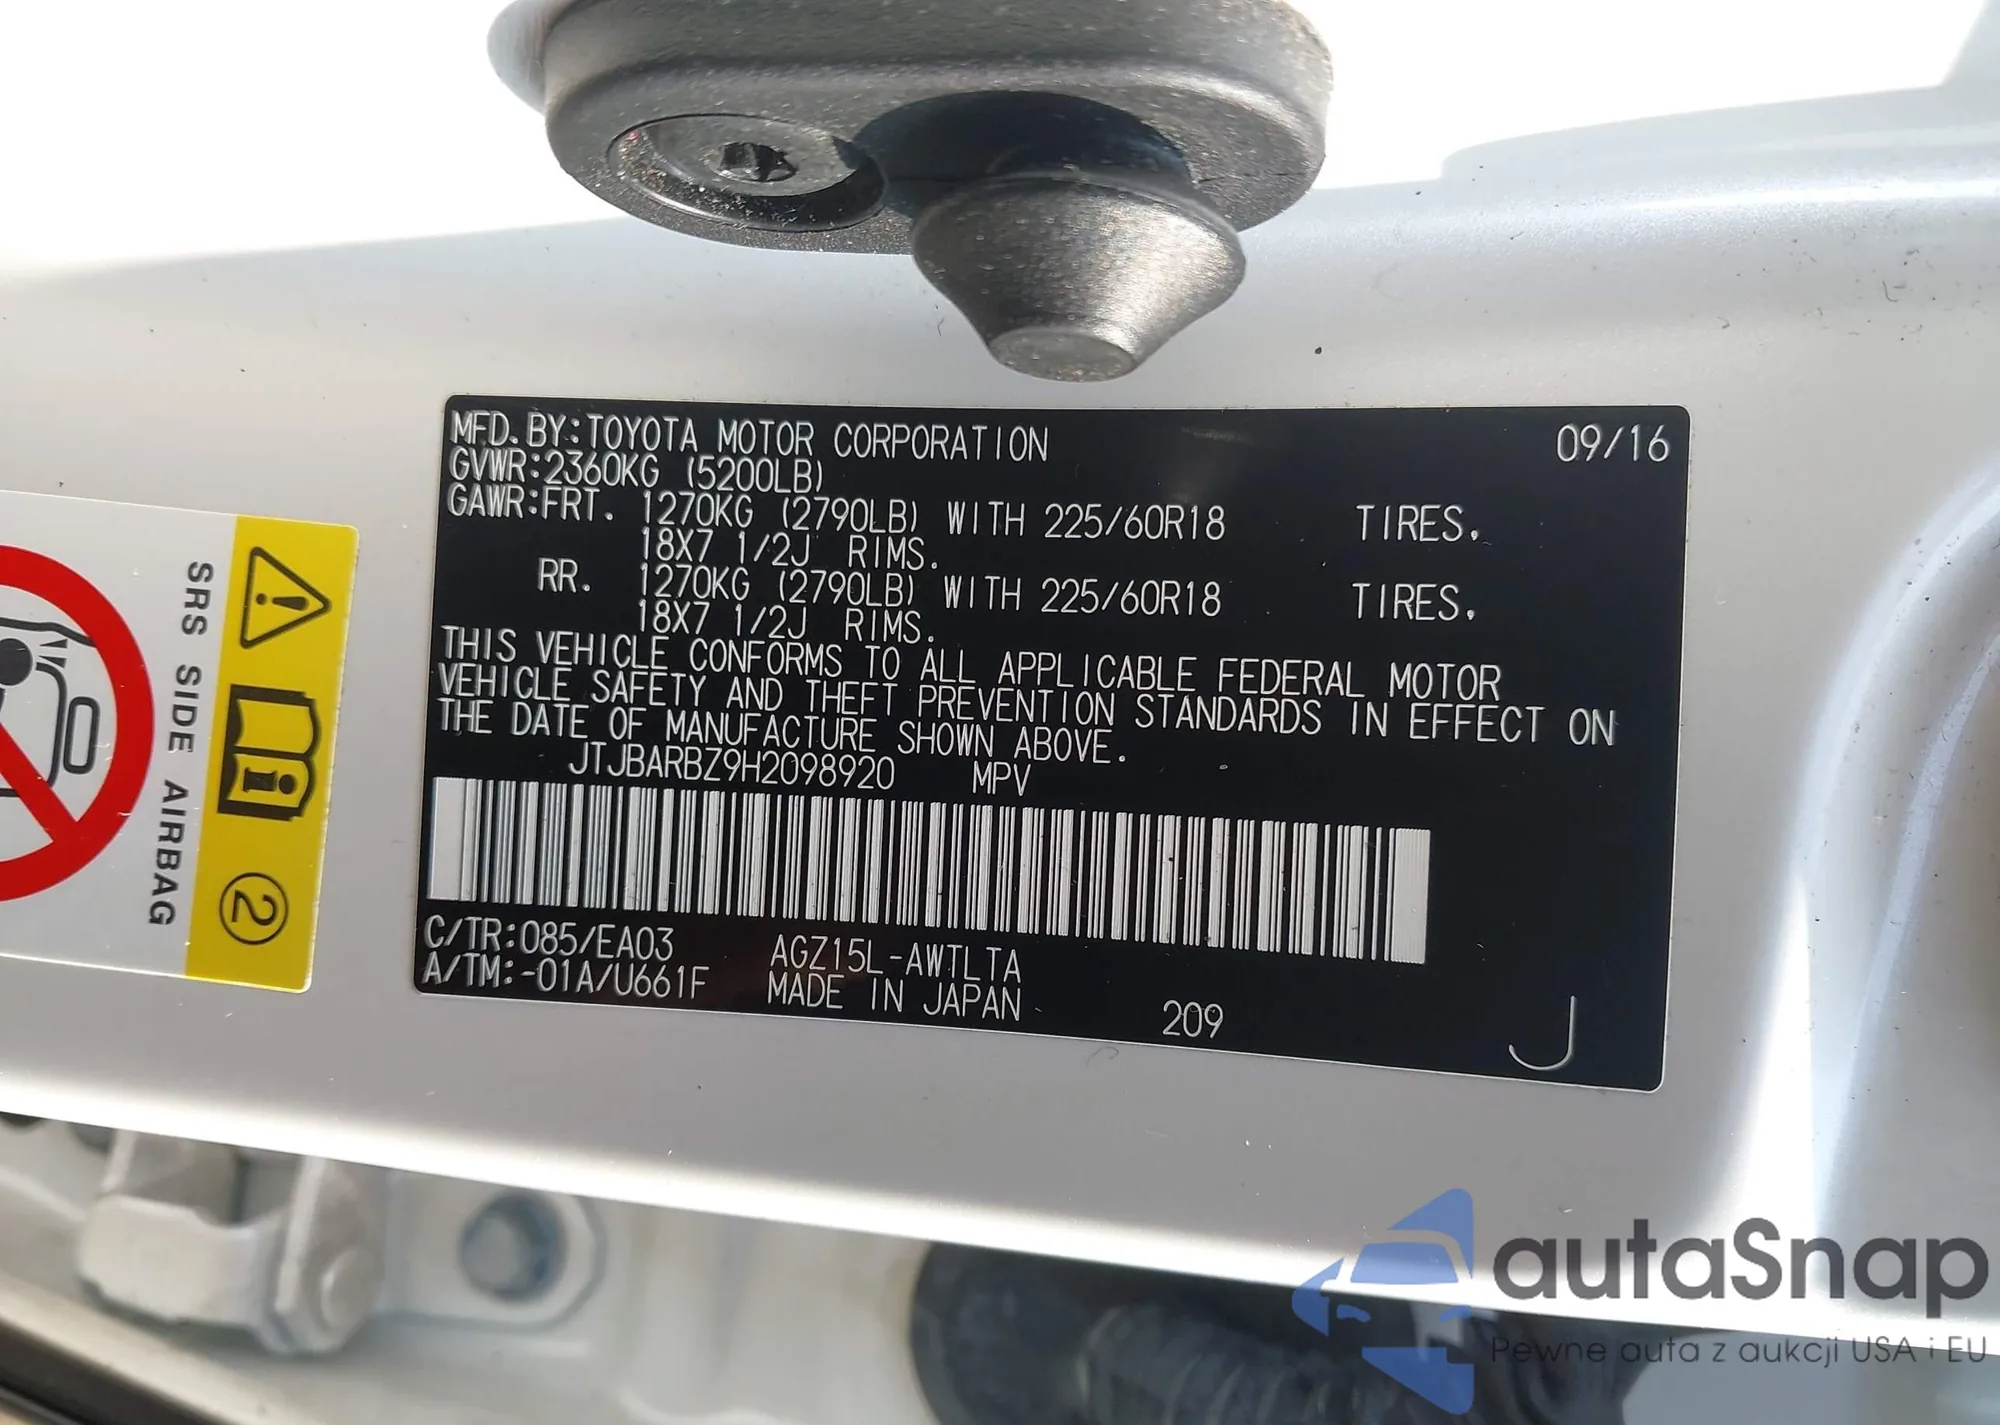 MFD. BY:TOYOTA MOTOR CORPORATION 09/16
GVWR:2360KG (5200LB)
GAWR:FRT. 1270KG (2790LB) WITH 225/60R18 TIRES.
18X7 1/2J RIMS.
RR. 1270KG (2790LB) WITH 225/60R18 TIRES.
18X7 1/2J RIMS.
THIS VEHICLE CONFORMS TO ALL APPLICABLE FEDERAL MOTOR
VEHICLE SAFETY AND THEFT PREVENTION STANDARDS IN EFFECT ON
THE DATE OF MANUFACTURE SHOWN ABOVE.
JTJBARBZ9H2098920 MPV
C/TR:085/EA03 AGZ15L-AWTLTA
A/TM:-01A/U661F MADE IN JAPAN 209 J
SRS SIDE AIRBAG
2
autaSnap
Pewne auta z aukcji USA i EU